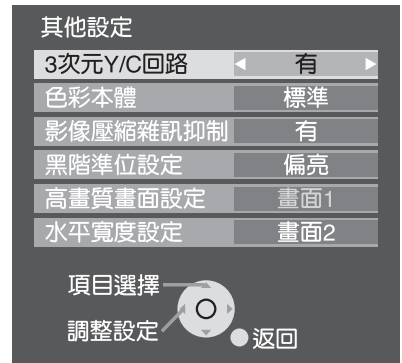 其他設定
3次元Y/C回路 有
色彩本體 標準
影像壓縮雜訊抑制 有
黑階準位設定 偏亮
高畫質畫面設定 畫面1
水平寬度設定 畫面2
項目選擇
調整設定
返回